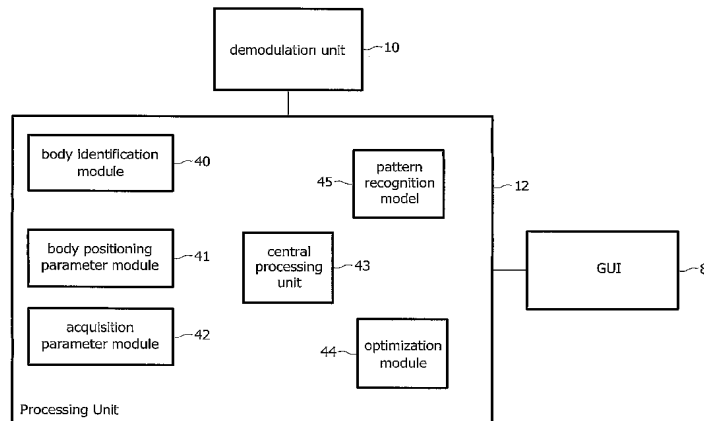 demodulation unit
10
body identification
module
40
45
pattern
recognition
model
12
body positioning
parameter module
41
central
processing
unit
43
GUI
8
acquisition
parameter module
42
44
optimization
module
Processing Unit